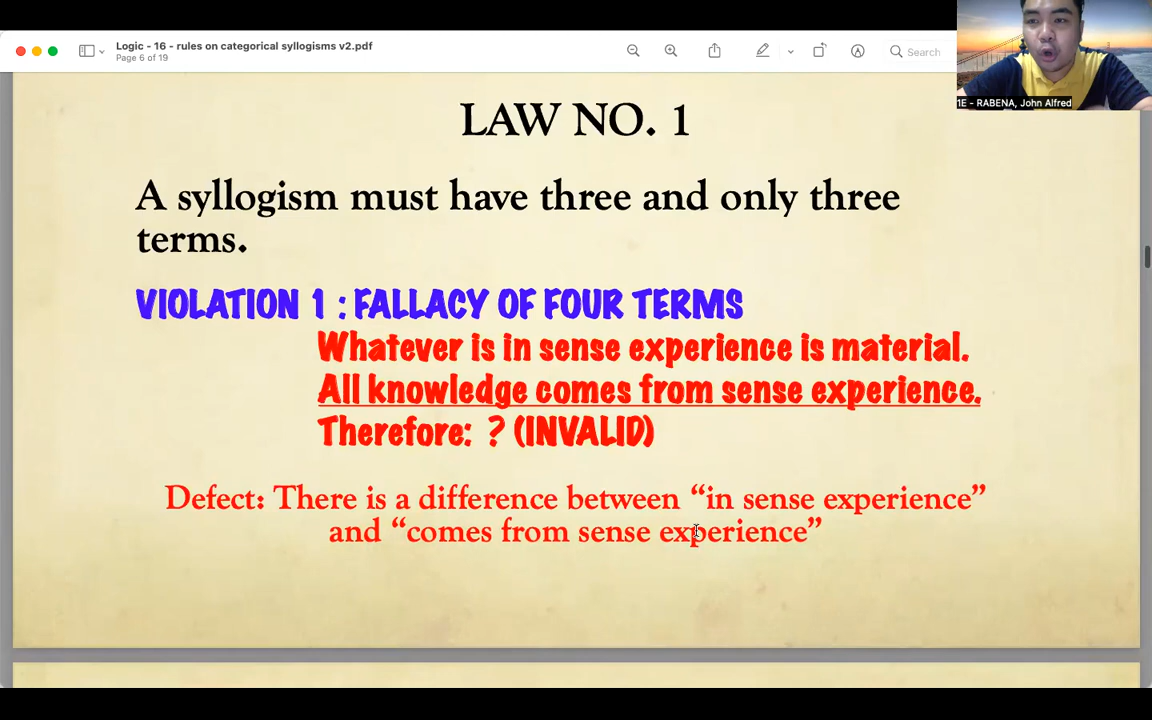 Logic - 16 - rules on categorical syllogisms v2.pdf
Page 6 of 19
Search
1E - RABENA, John Alfred
LAW NO. 1
A syllogism must have three and only three
terms.
VIOLATION 1 : FALLACY OF FOUR TERMS
Whatever is in sense experience is material.
All knowledge comes from sense experience.
Therefore: ? (INVALID)
Defect: There is a difference between “in sense experience”
and “comes from sense experience”